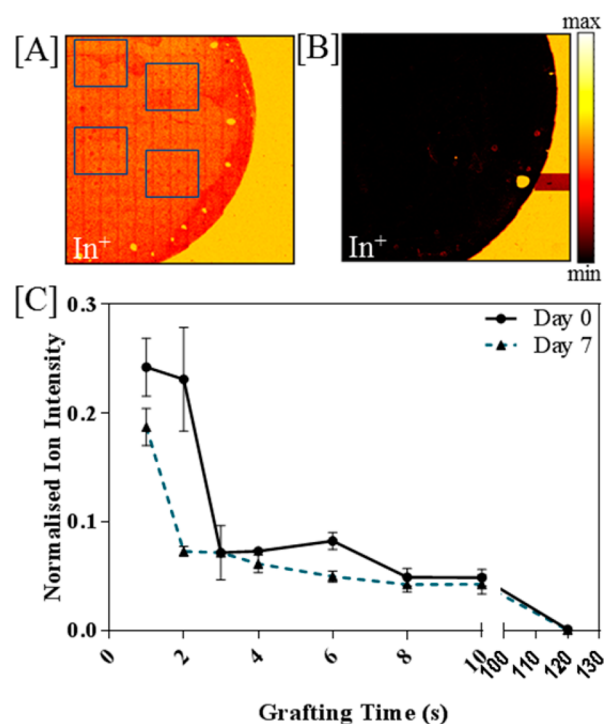 [A]
[B]
max
In⁺
In⁺
min
[C]
0.3
Day 0
Day 7
0.2
Normalised Ion Intensity
0.1
0.0
0
2
4
6
8
10
100
110
120
130
Grafting Time (s)